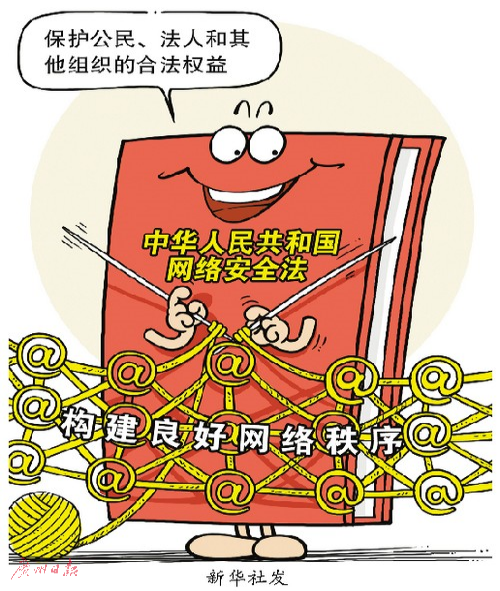 保护公民、法人和其
他组织的合法权益
中华人民共和国
网络安全法
@ @ @ @ @
@ @ @ @ @
@ @ @ @ @
构建良好网络秩序
广州日报
新华社发